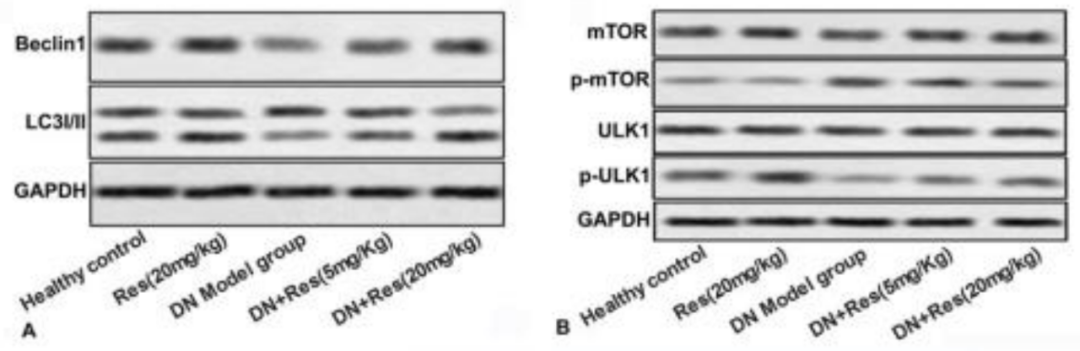 Beclin1
LC3I/II
GAPDH
Healthy control
Res(20mg/kg)
DN Model group
DN+Res(5mg/Kg)
DN+Res(20mg/kg)
A
mTOR
p-mTOR
ULK1
p-ULK1
GAPDH
Healthy control
Res(20mg/kg)
DN Model group
DN+Res(5mg/Kg)
DN+Res(20mg/kg)
B